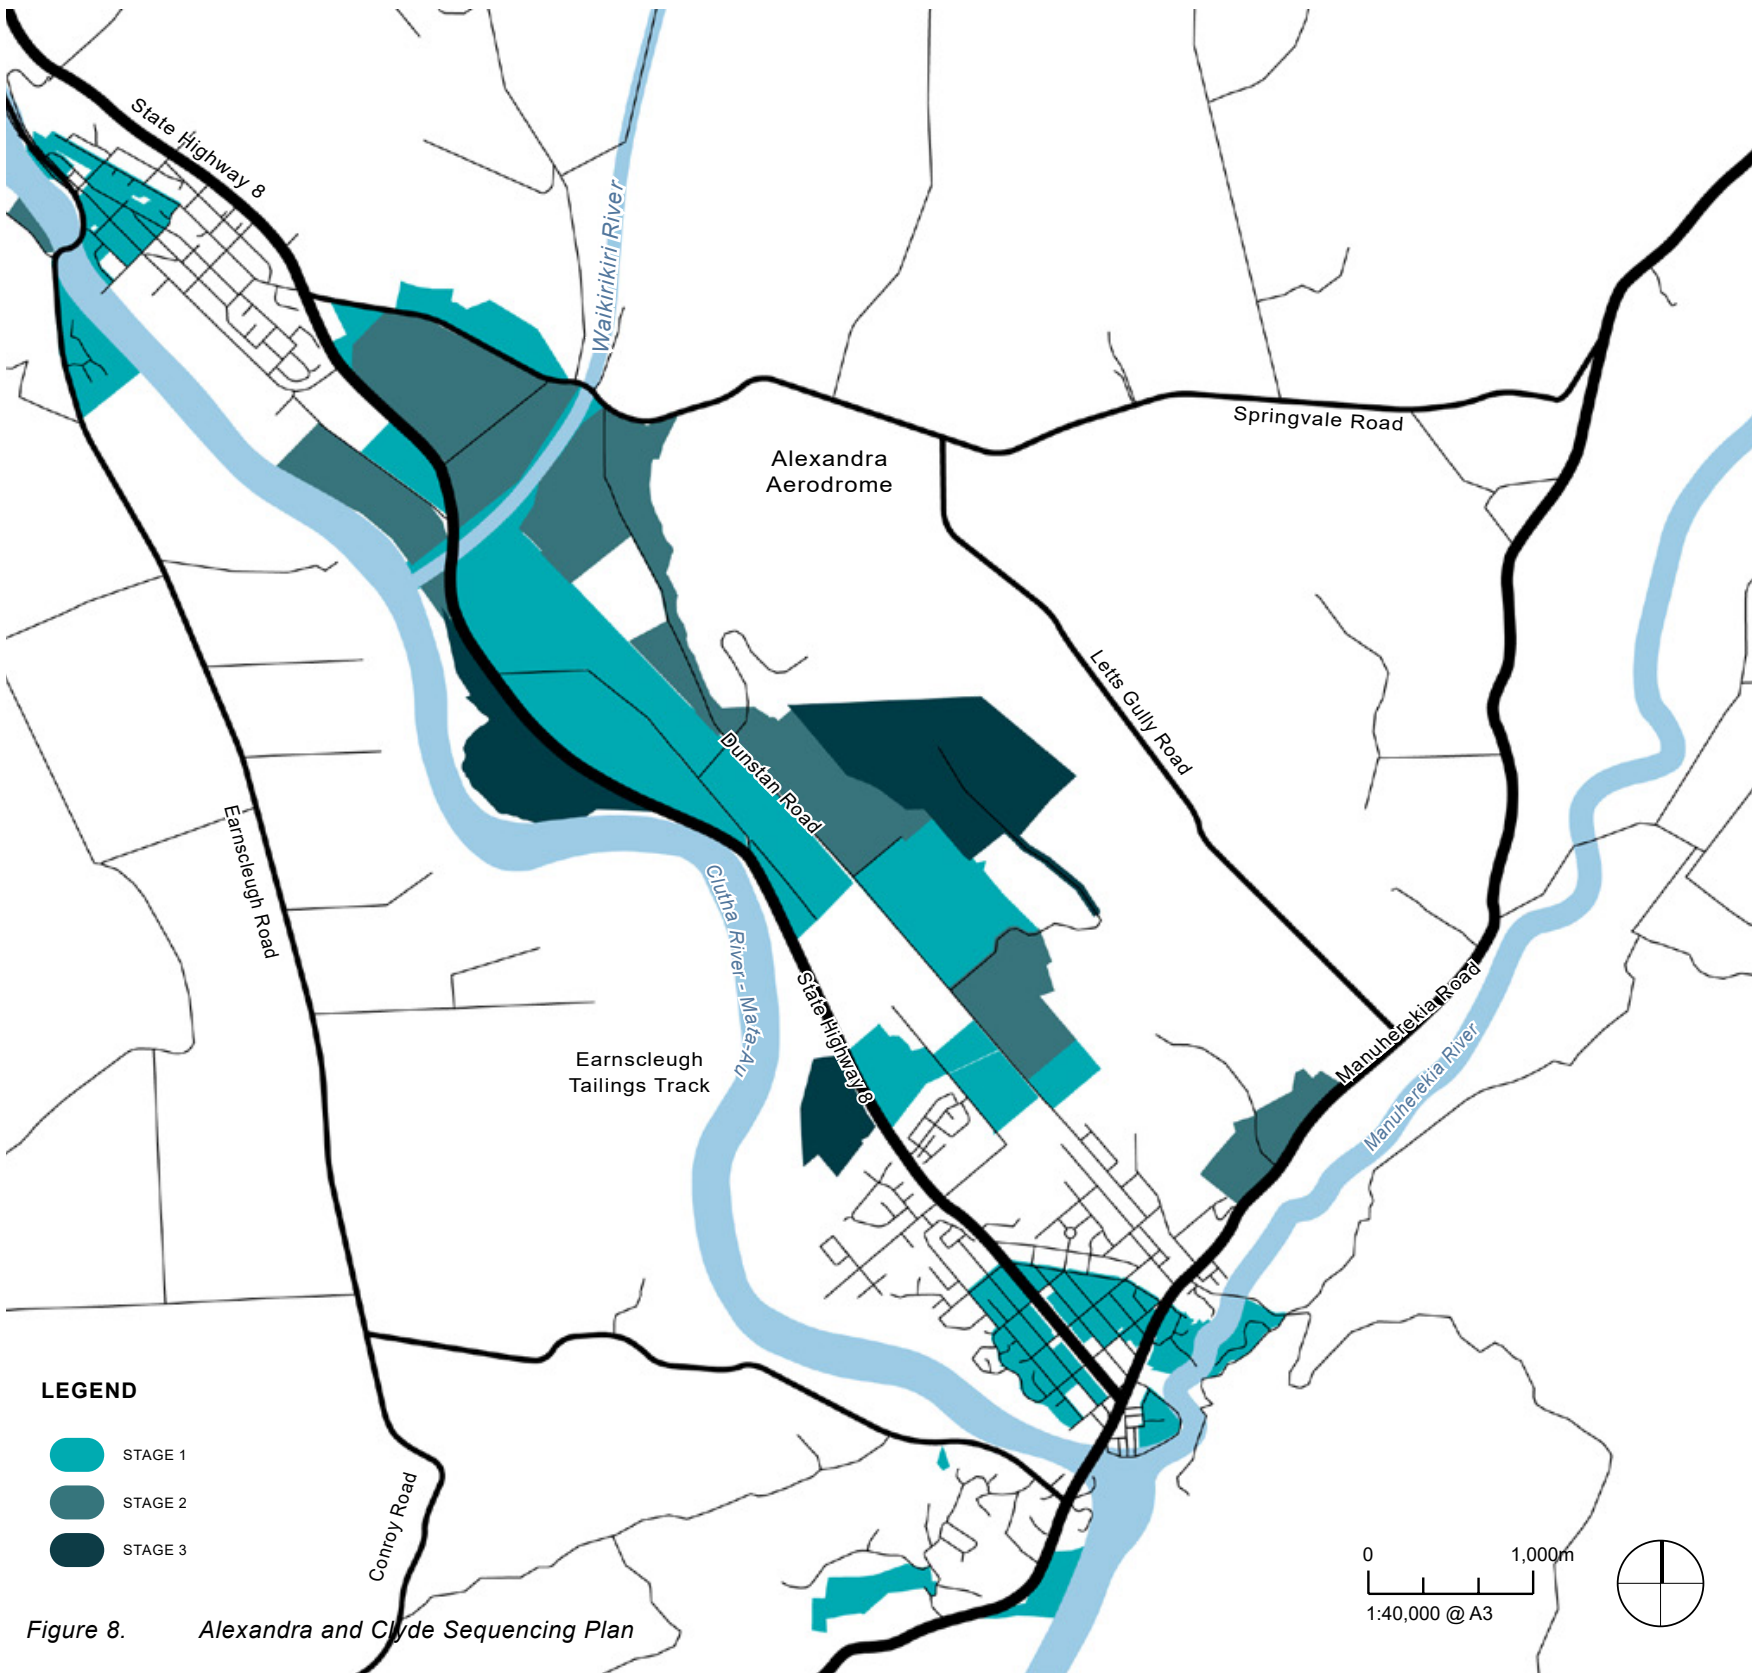 State Highway 8
Waikirikiri River
Springvale Road
Alexandra
Aerodrome
Letts Gully Road
Dunstan Road
Earnscleugh Road
Clutha River - Mata-Au
State Highway 8
Manuherekia Road
Manuherekia River
Earnscleugh
Tailings Track
Conroy Road
LEGEND
STAGE 1
STAGE 2
STAGE 3
0 1,000m
1:40,000 @ A3
Figure 8. Alexandra and Clyde Sequencing Plan